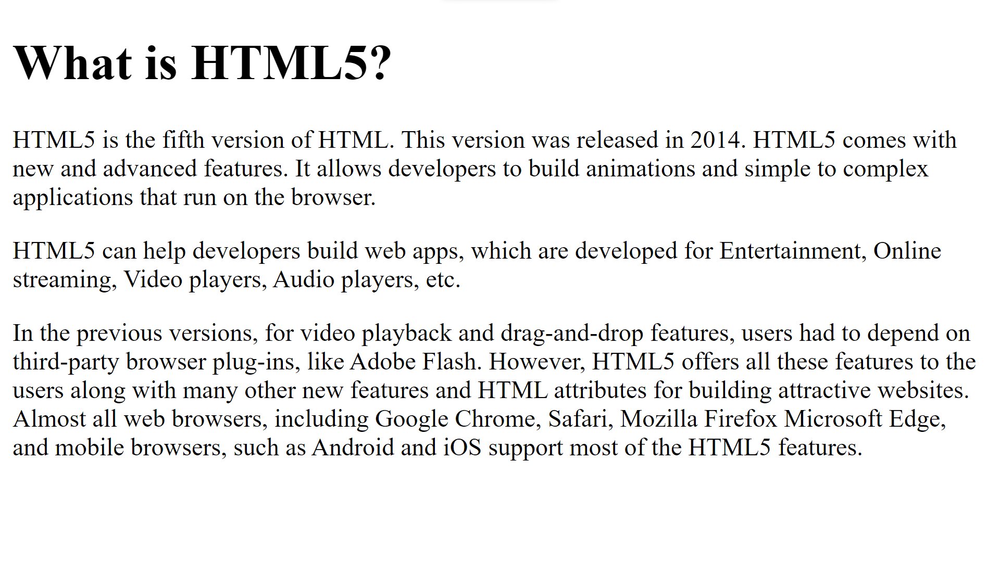 What is HTML5?
HTML5 is the fifth version of HTML. This version was released in 2014. HTML5 comes with
new and advanced features. It allows developers to build animations and simple to complex
applications that run on the browser.
HTML5 can help developers build web apps, which are developed for Entertainment, Online
streaming, Video players, Audio players, etc.
In the previous versions, for video playback and drag-and-drop features, users had to depend on
third-party browser plug-ins, like Adobe Flash. However, HTML5 offers all these features to the
users along with many other new features and HTML attributes for building attractive websites.
Almost all web browsers, including Google Chrome, Safari, Mozilla Firefox Microsoft Edge,
and mobile browsers, such as Android and iOS support most of the HTML5 features.